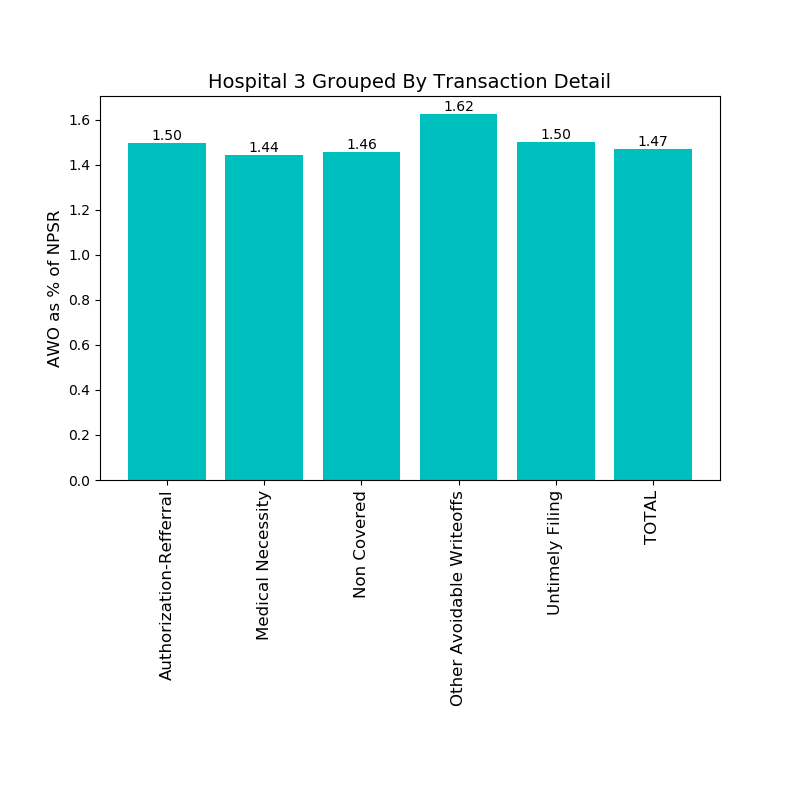 Hospital 3 Grouped By Transaction Detail
AWO as % of NPSR
1.6
1.4
1.2
1.0
0.8
0.6
0.4
0.2
0.0
1.50
1.44
1.46
1.62
1.50
1.47
Authorization-Refferral
Medical Necessity
Non Covered
Other Avoidable Writeoffs
Untimely Filing
TOTAL